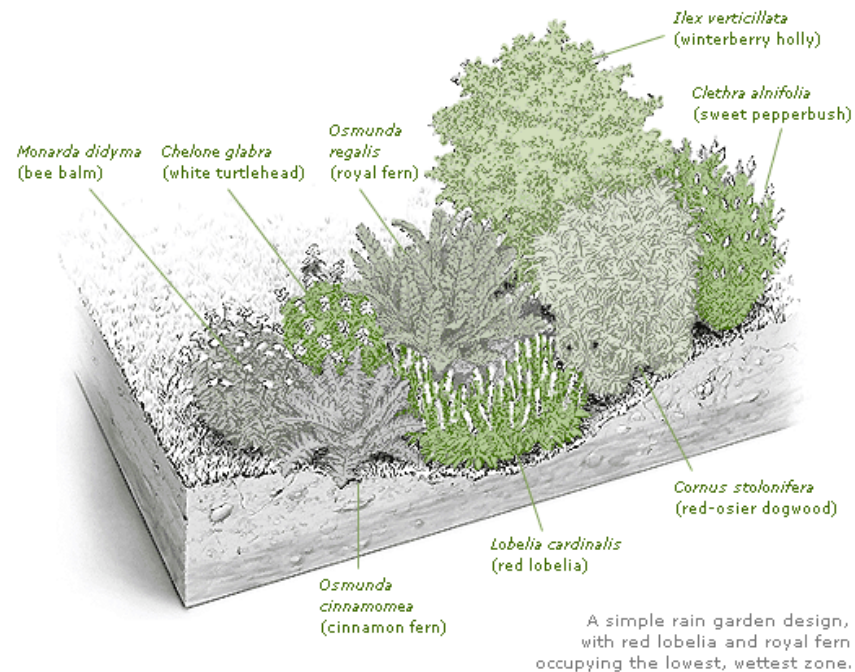 Ilex verticillata
(winterberry holly)
Clethra alnifolia
(sweet pepperbush)
Monarda didyma
(bee balm)
Chelone glabra
(white turtlehead)
Osmunda
regalis
(royal fern)
Cornus stolonifera
(red-osier dogwood)
Lobelia cardinalis
(red lobelia)
Osmunda
cinnamomea
(cinnamon fern)
A simple rain garden design,
with red lobelia and royal fern
occupying the lowest, wettest zone.